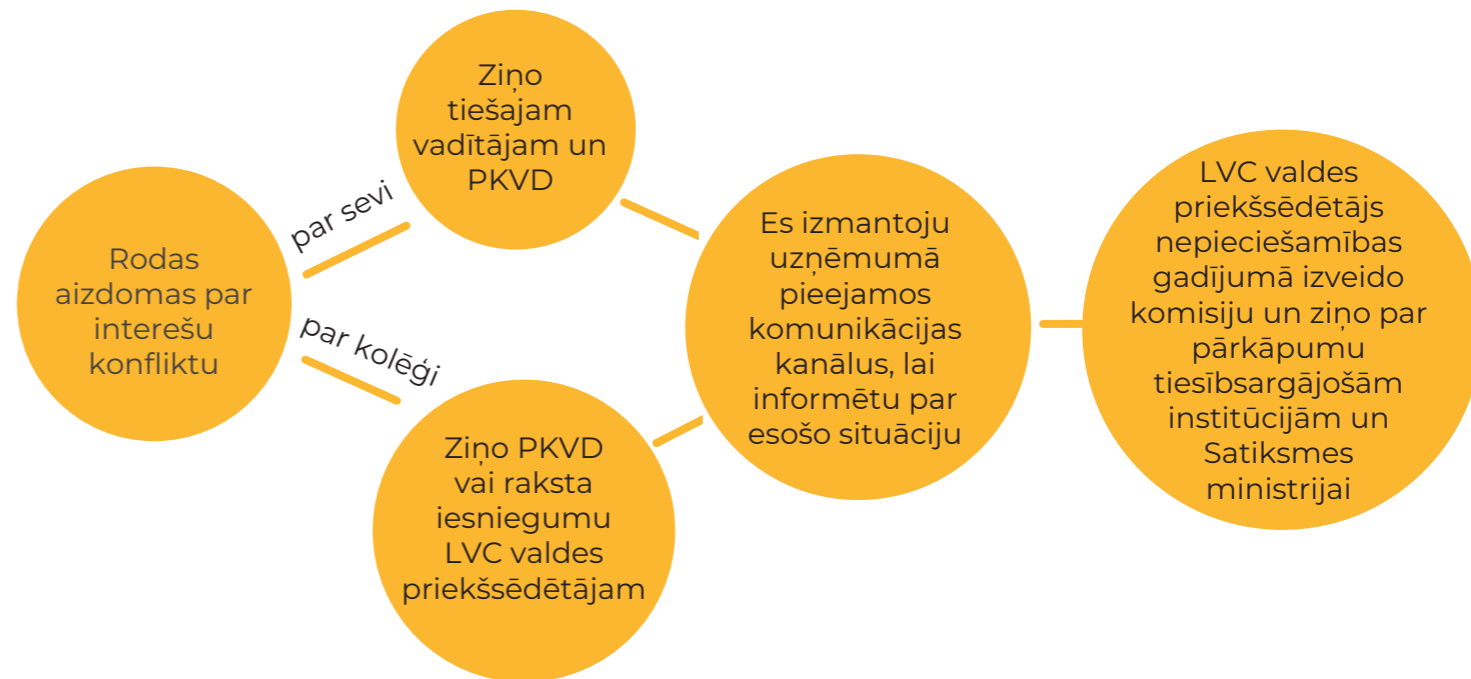 Rodas
aizdomas par
interešu
konfliktu
par sevi
Ziņo
tiešajam
vadītājam un
PKVD
par kolēģi
Ziņo PKVD
vai raksta
iesniegumu
LVC valdes
priekšsēdētājam
Es izmantoju
uzņēmumā
pieejamos
komunikācijas
kanālus, lai
informētu par
esošo situāciju
LVC valdes
priekšsēdētājs
nepieciešamības
gadījumā izveido
komisiju un ziņo par
pārkāpumu
tiesībsargājošām
institūcijām un
Satiksmes
ministrijai